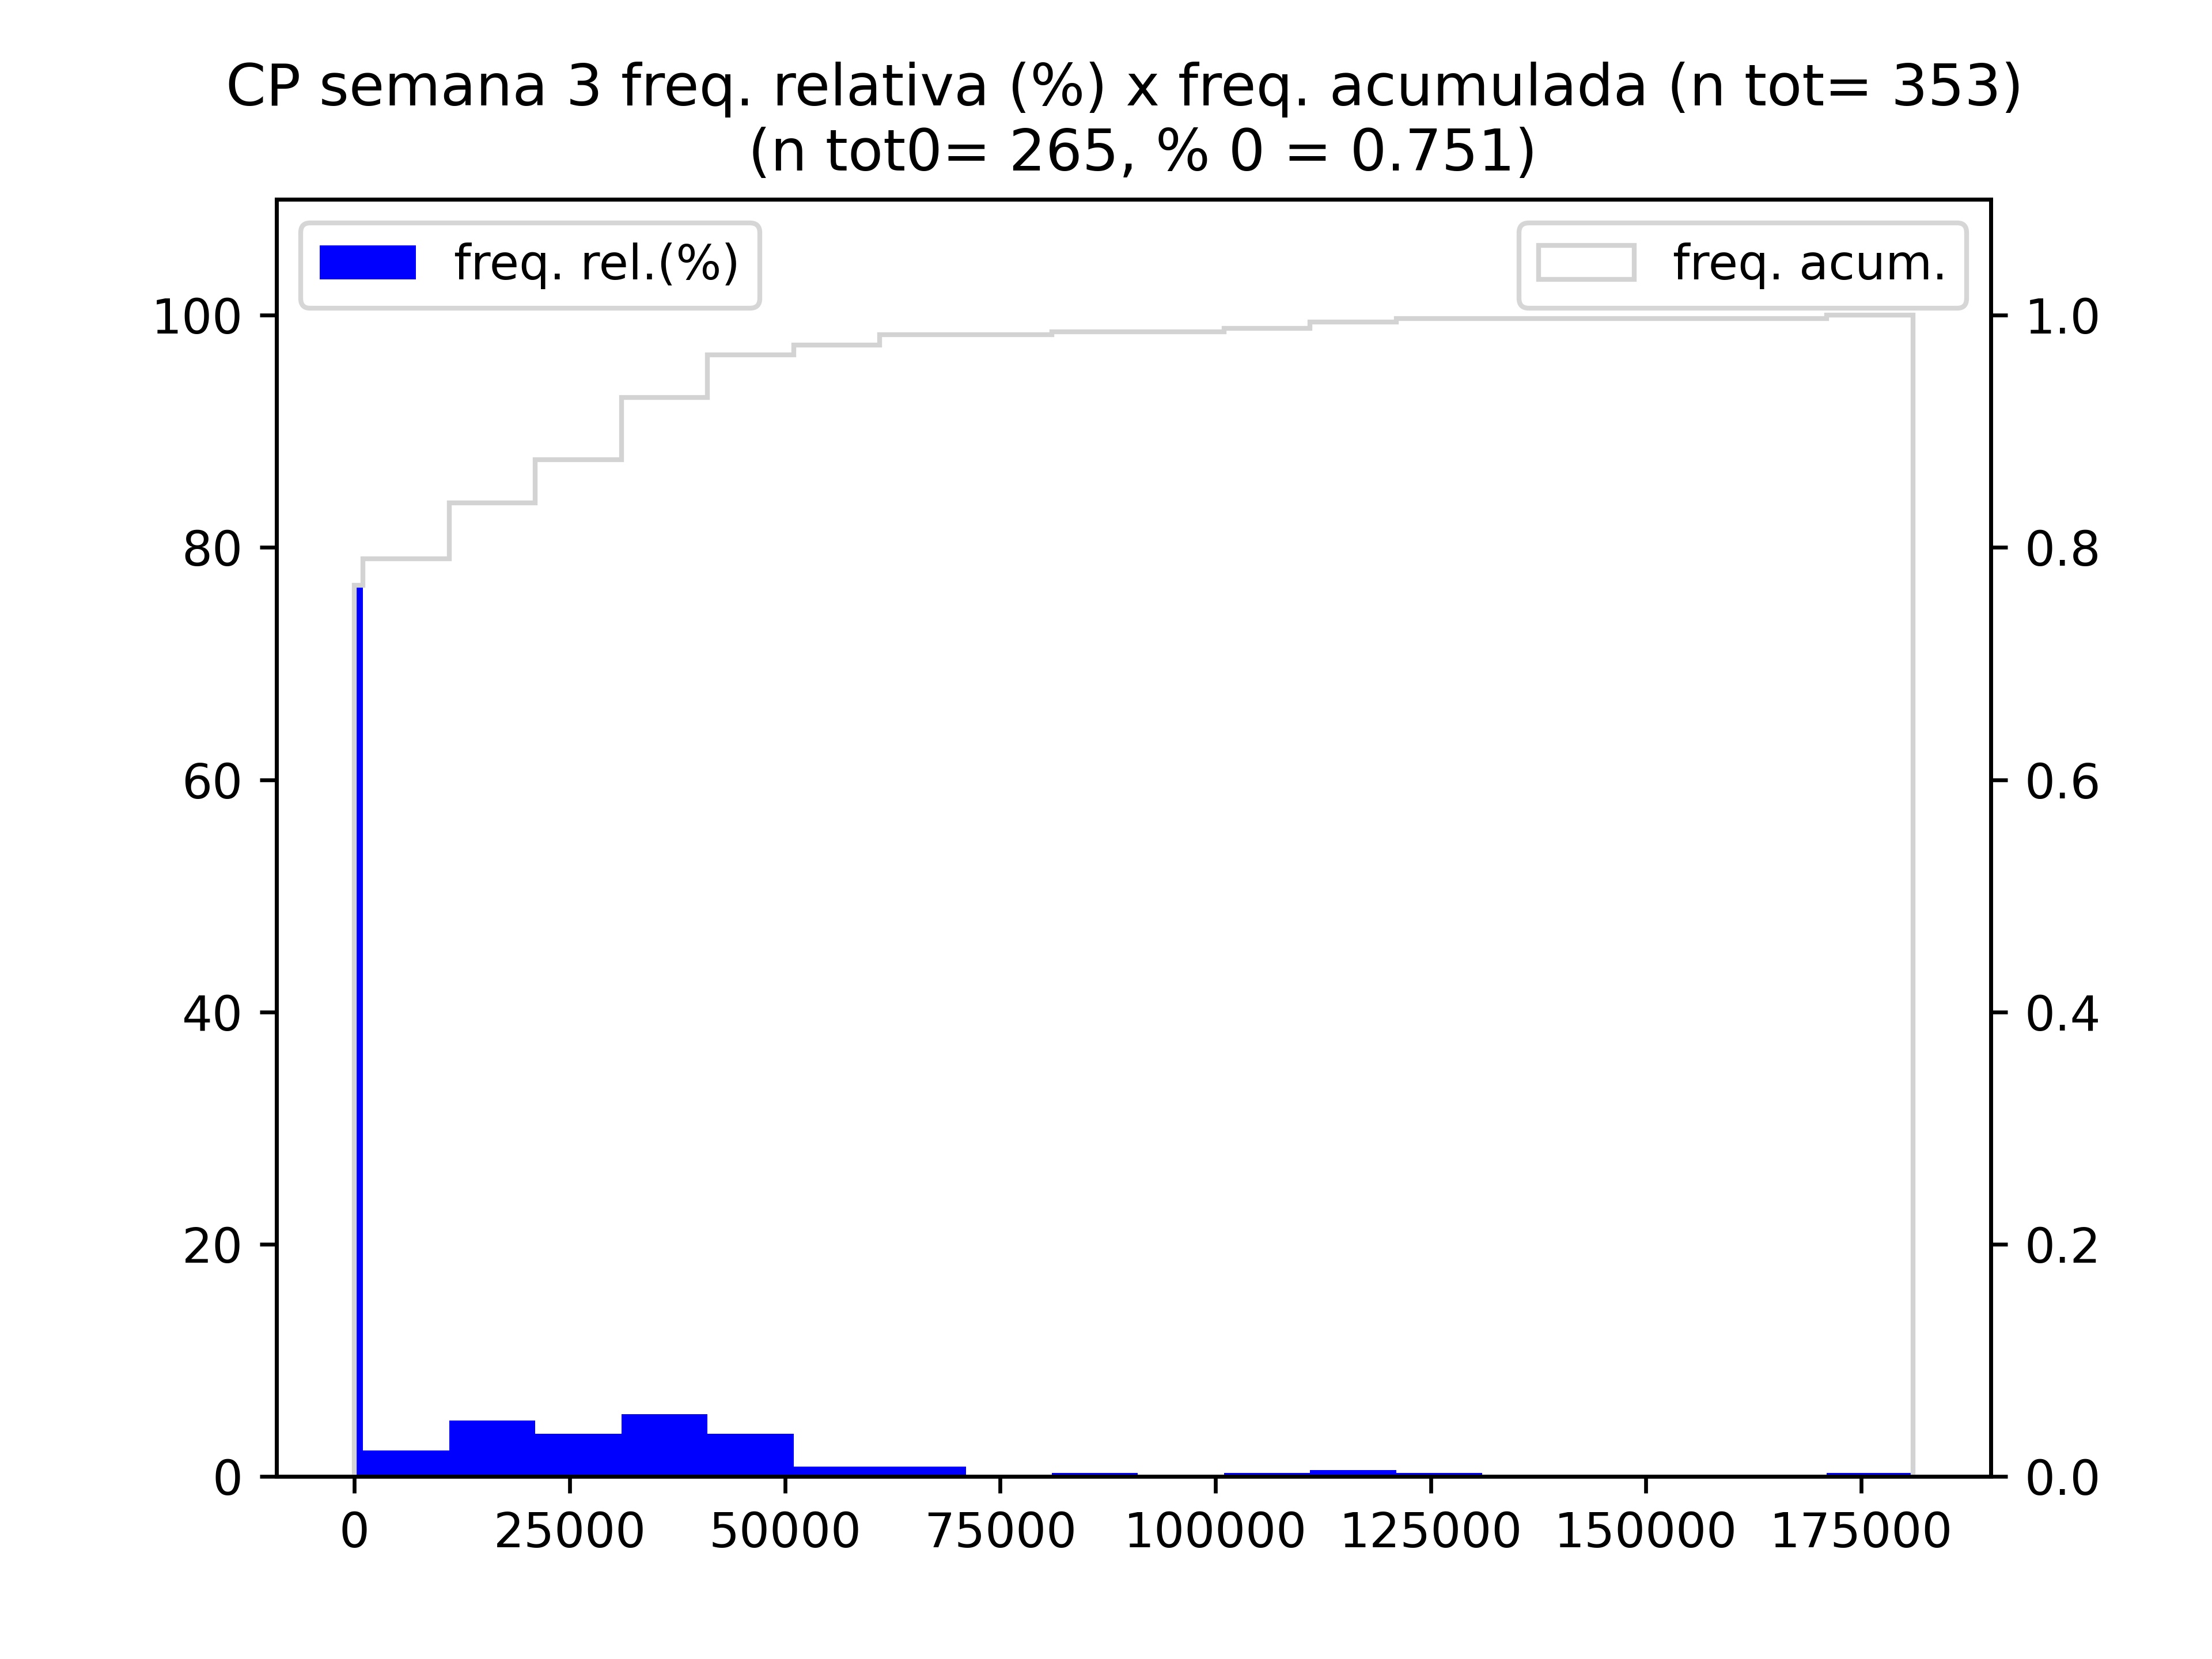 CP semana 3 freq. relativa (%) x freq. acumulada (n tot= 353)
(n tot0= 265, % 0 = 0.751)
freq. rel.(%)
freq. acum.
100
80
60
40
20
0
1.0
0.8
0.6
0.4
0.2
0.0
0 25000 50000 75000 100000 125000 150000 175000